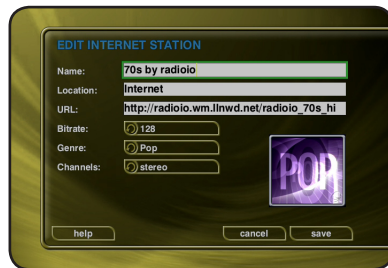 EDIT INTERNET STATION
Name: 70s by radioio
Location: Internet
URL: http://radioio.wm.llnwd.net/radioio_70s_hi
Bitrate: 128
Genre: Pop
Channels: stereo
POP
help cancel save